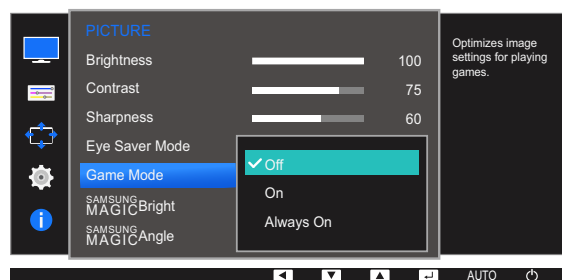 PICTURE
Brightness 100
Contrast 75
Sharpness 60
Eye Saver Mode
Game Mode
SAMSUNG
MAGICBright
SAMSUNG
MAGICAngle
Off
On
Always On
Optimizes image
settings for playing
games.
AUTO